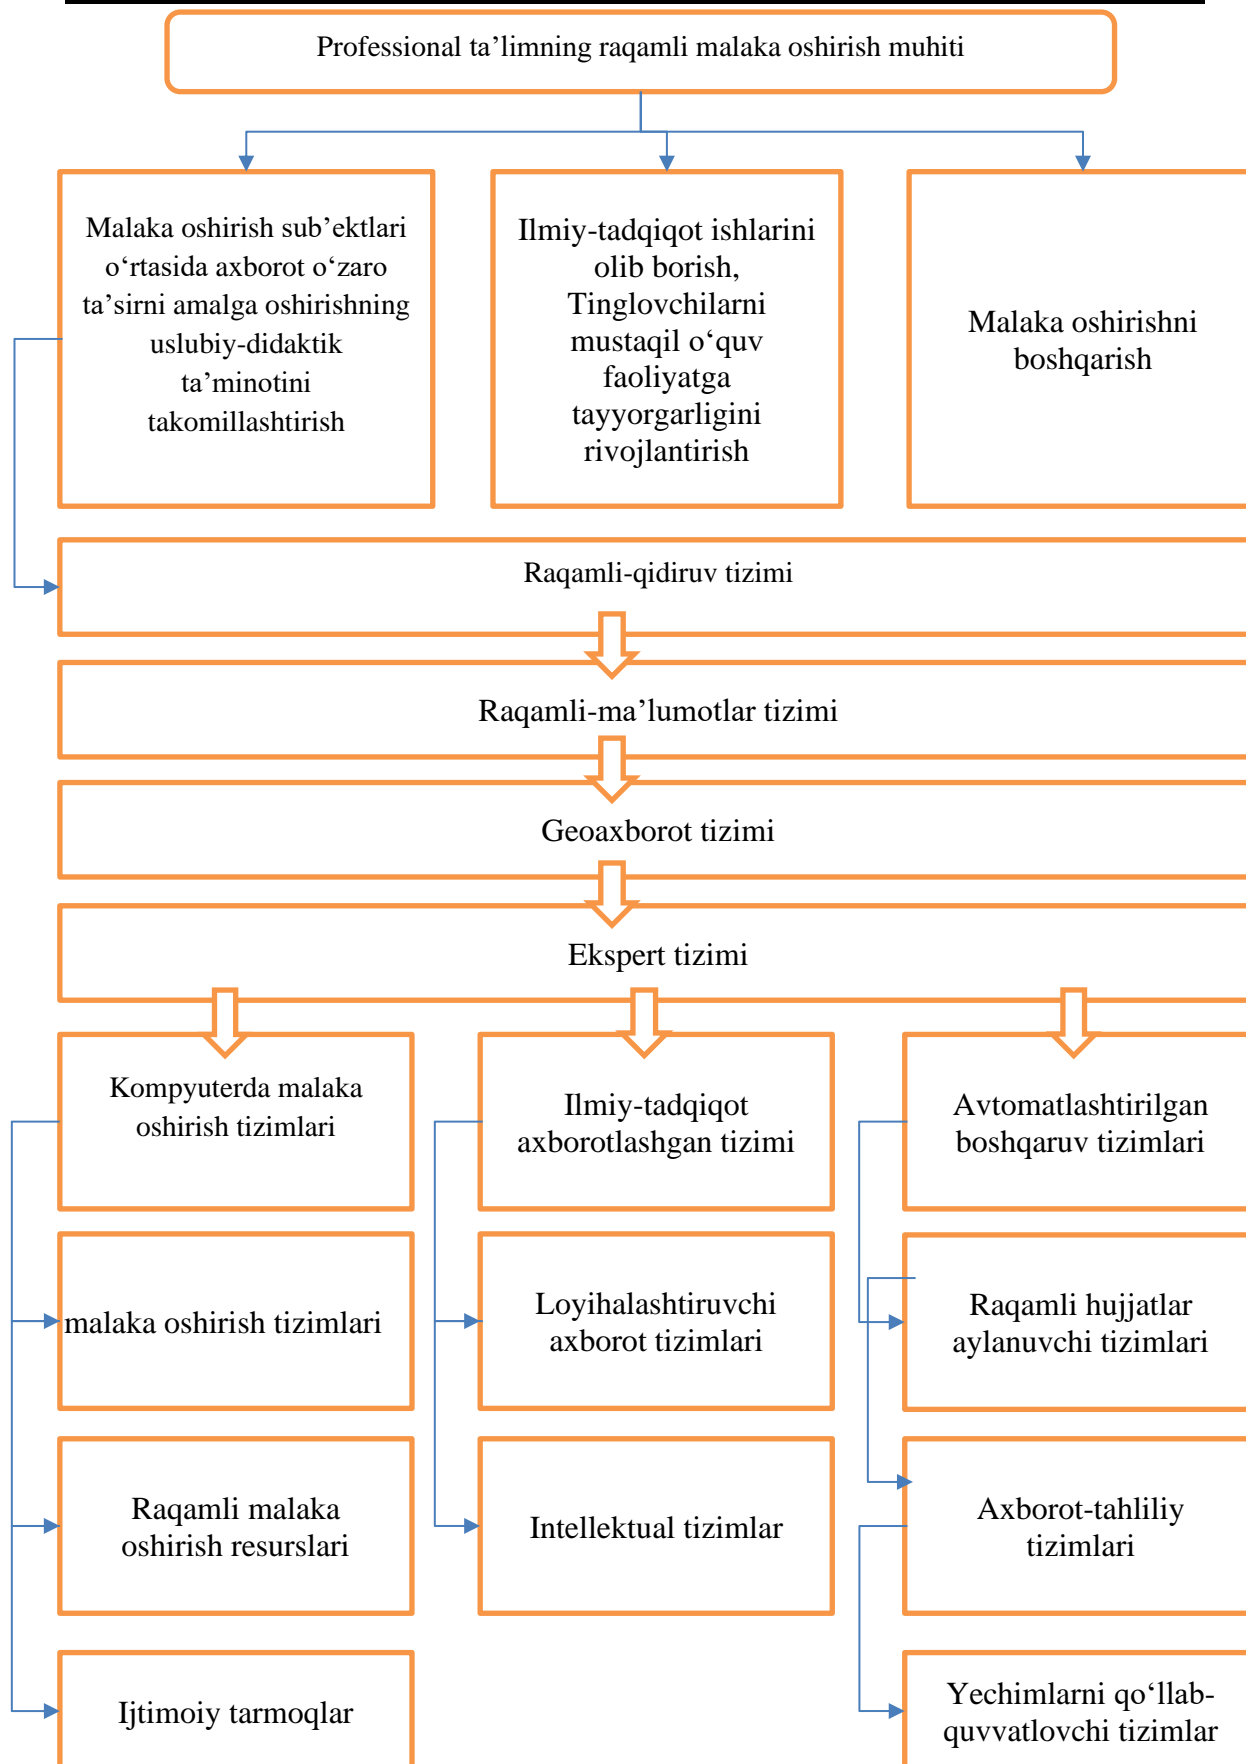 Professional ta’limning raqamli malaka oshirish muhiti
Malaka oshirish sub’ektlari
o‘rtasida axborot o‘zaro
ta’sirni amalga oshirishning
uslubiy-didaktik
ta’minotini
takomillashtirish
Ilmiy-tadqiqot ishlarini
olib borish,
Tinglovchilarni
mustaqil o‘quv
faoliyatga
tayyorgarligini
rivojlantirish
Malaka oshirishni
boshqarish
Raqamli-qidiruv tizimi
Raqamli-ma’lumotlar tizimi
Geoaxborot tizimi
Ekspert tizimi
Kompyuterda malaka
oshirish tizimlari
Ilmiy-tadqiqot
axborotlashgan tizimi
Avtomatlashtirilgan
boshqaruv tizimlari
malaka oshirish tizimlari
Loyihalashtiruvchi
axborot tizimlari
Raqamli hujjatlar
aylanuvchi tizimlari
Raqamli malaka
oshirish resurslari
Intellektual tizimlar
Axborot-tahliliy
tizimlari
Ijtimoiy tarmoqlar
Yechimlarni qo‘llab-
quvvatlovchi tizimlar